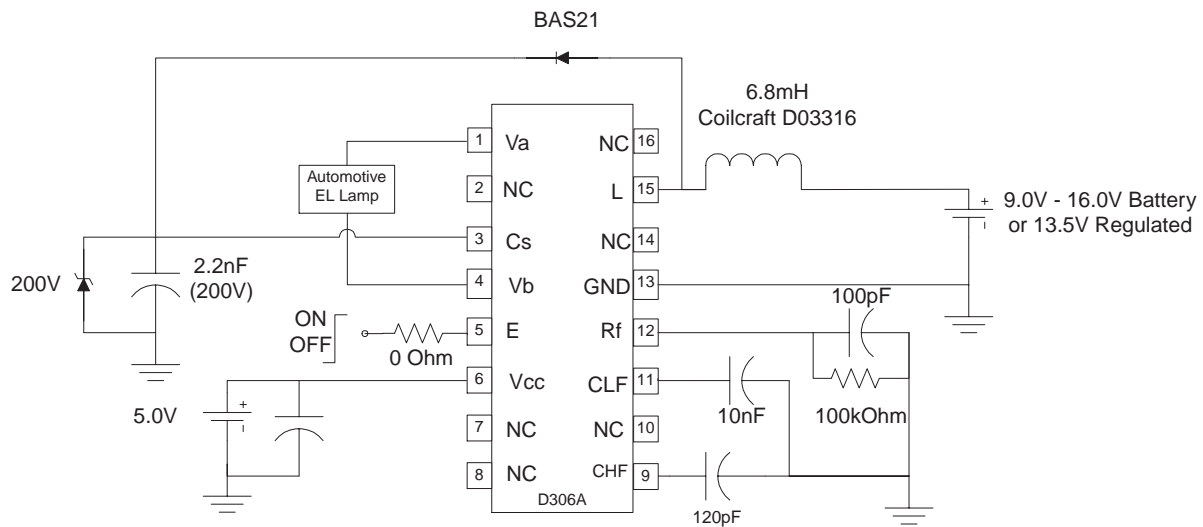 BAS21
6.8mH
Coilcraft D03316
1
Va
NC
16
Automotive
EL Lamp
2
NC
L
15
9.0V - 16.0V Battery
or 13.5V Regulated
+
3
Cs
NC
14
200V
2.2nF
(200V)
4
Vb
GND
13
100pF
ON
OFF
0 Ohm
5
E
Rf
12
5.0V
+
6
Vcc
CLF
11
10nF
100kOhm
7
NC
NC
10
8
NC
CHF
9
120pF
D306A